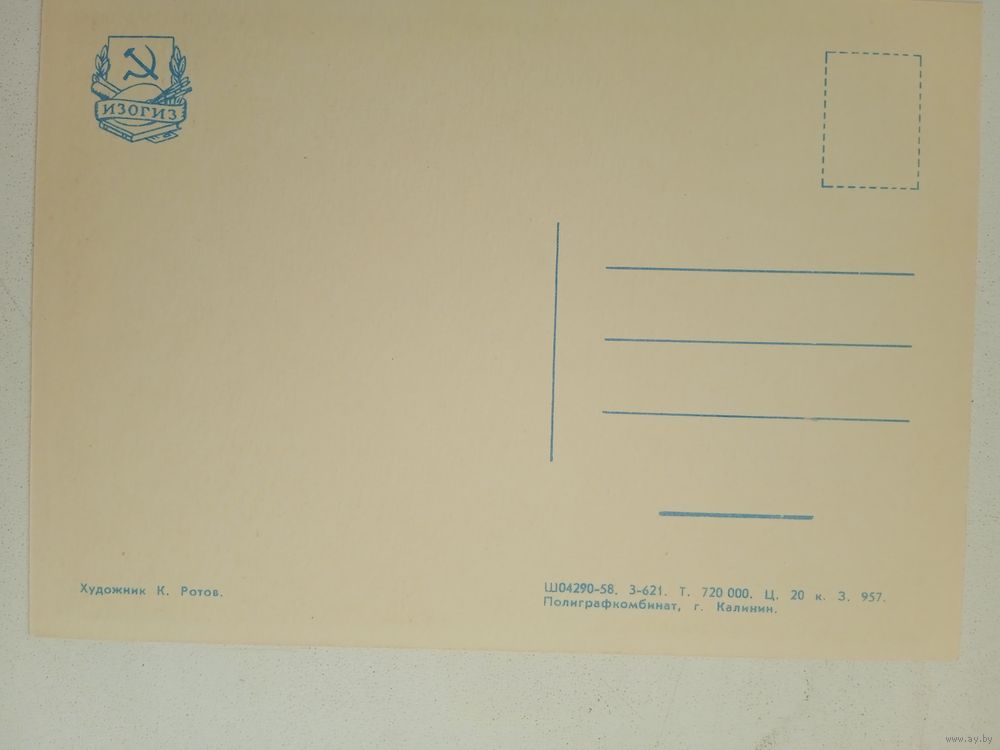 ИЗОГИЗ
Художник К. Ротов.
Ш04290-58. 3-621. Т. 720 000. Ц. 20 к. З. 957.
Полиграфкомбинат, г. Калинин.
www.ay.by